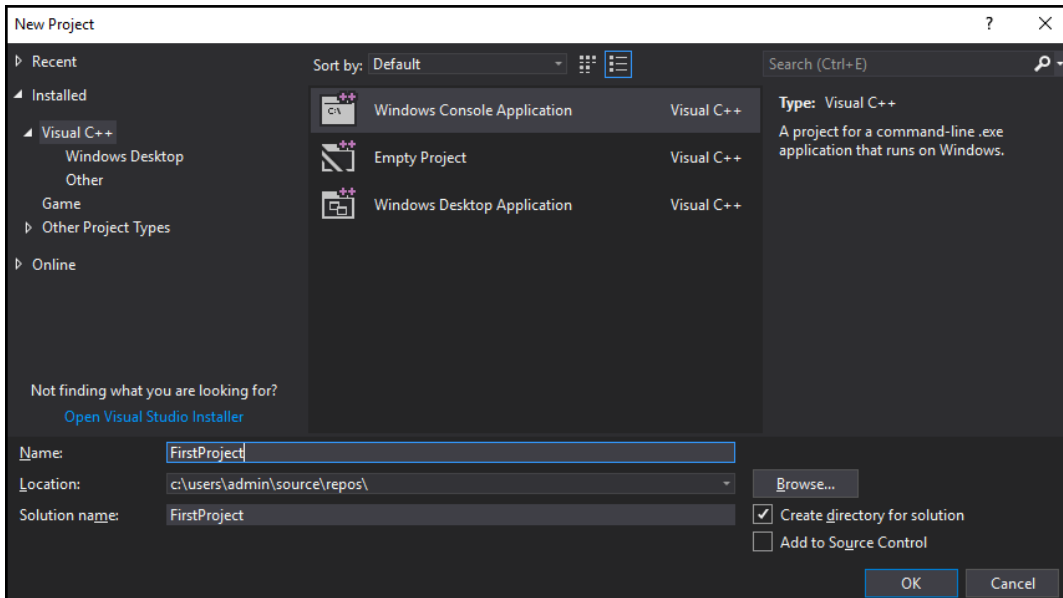 New Project
?
Recent
Installed
Visual C++
Windows Desktop
Other
Game
Other Project Types
Online
Not finding what you are looking for?
Open Visual Studio Installer
Sort by: Default
Windows Console Application Visual C++
Empty Project Visual C++
Windows Desktop Application Visual C++
Search (Ctrl+E)
Type: Visual C++
A project for a command-line .exe
application that runs on Windows.
Name: FirstProject
Location: c:\users\admin\source\repos\
Solution name: FirstProject
Browse...
Create directory for solution
Add to Source Control
OK Cancel